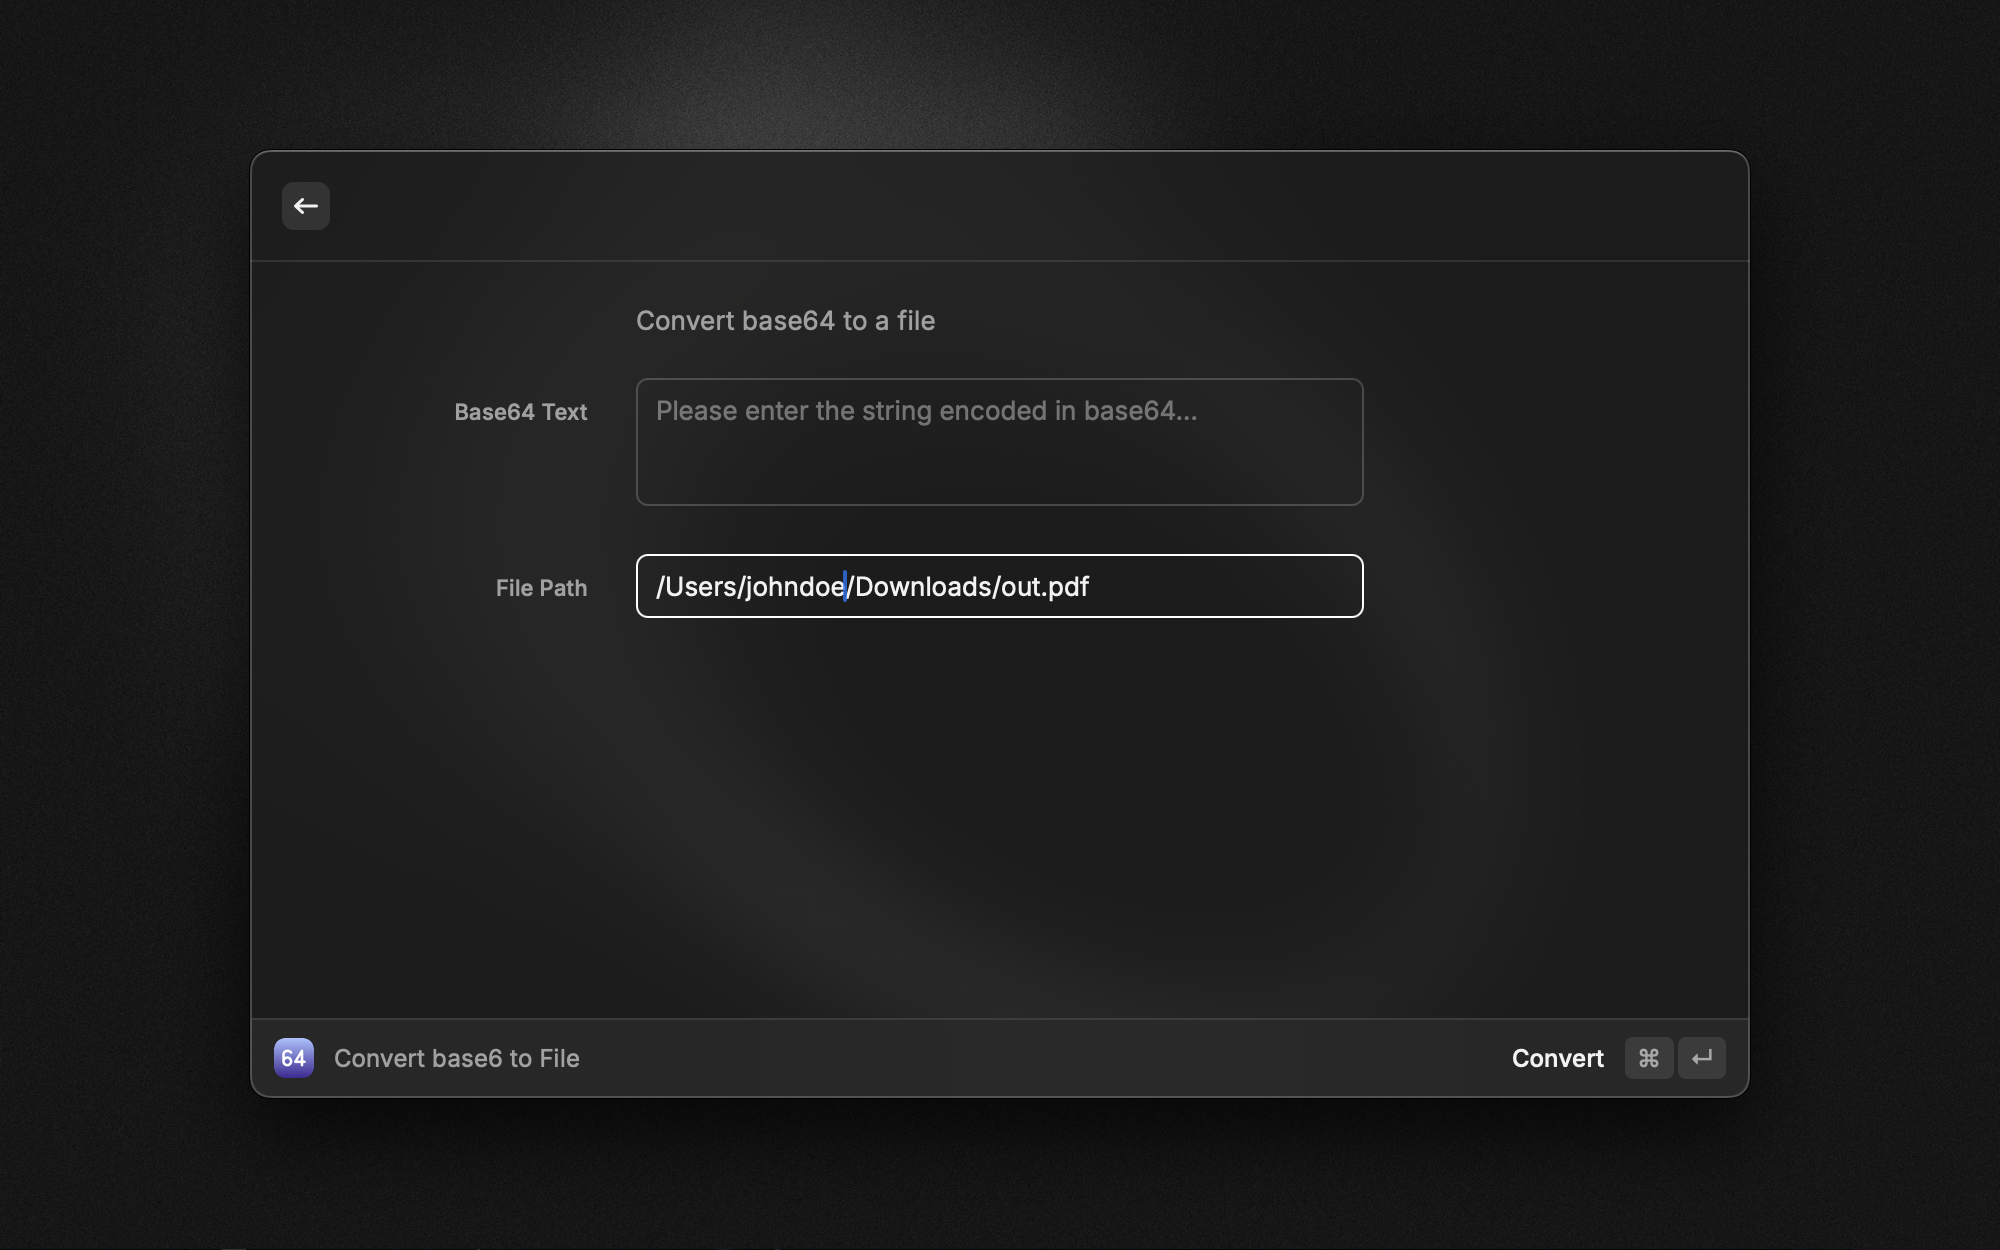 Convert base64 to a file
Base64 Text
Please enter the string encoded in base64...
File Path
/Users/johndoe/Downloads/out.pdf
64
Convert base6 to File
Convert ⌘ ↵